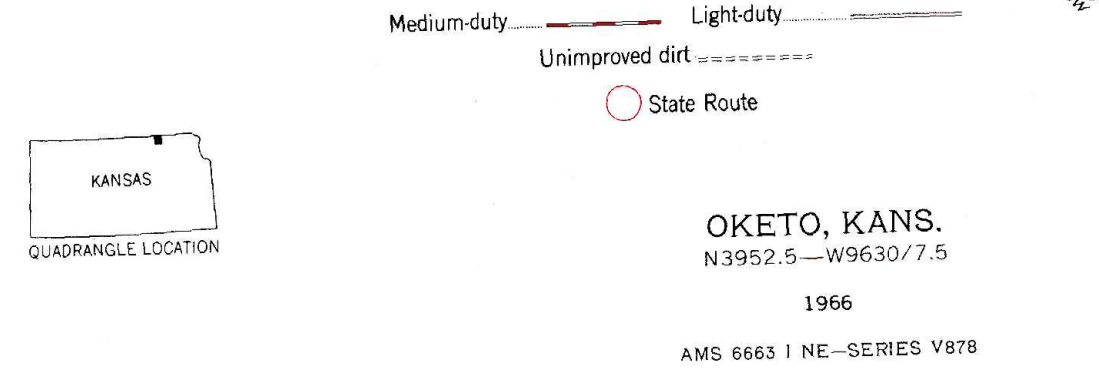 Medium-duty Light-duty
Unimproved dirt
State Route
KANSAS
QUADRANGLE LOCATION
OKETO, KANS.
N3952.5—W9630/7.5
1966
AMS 6663 I NE—SERIES V878